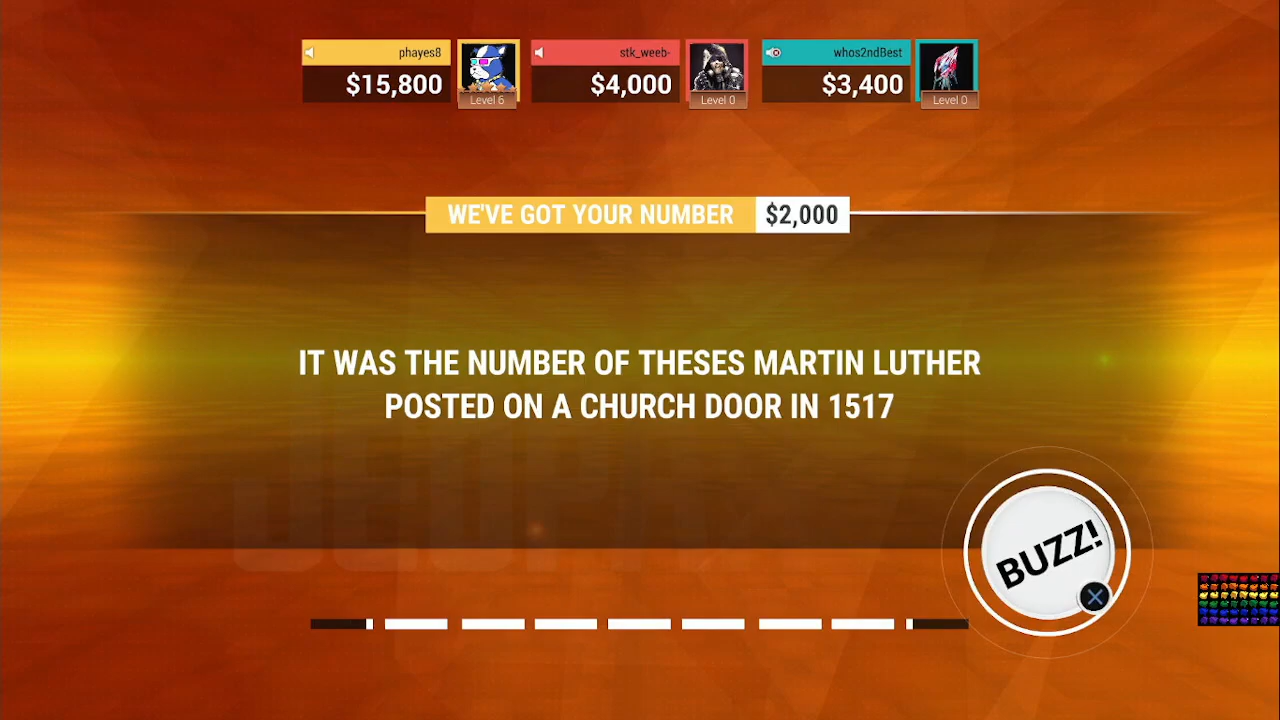 phayes8
$15,800
Level 6
stk_weeb-
$4,000
Level 0
whos2ndBest
$3,400
Level 0
WE'VE GOT YOUR NUMBER $2,000
IT WAS THE NUMBER OF THESES MARTIN LUTHER
POSTED ON A CHURCH DOOR IN 1517
BUZZ!